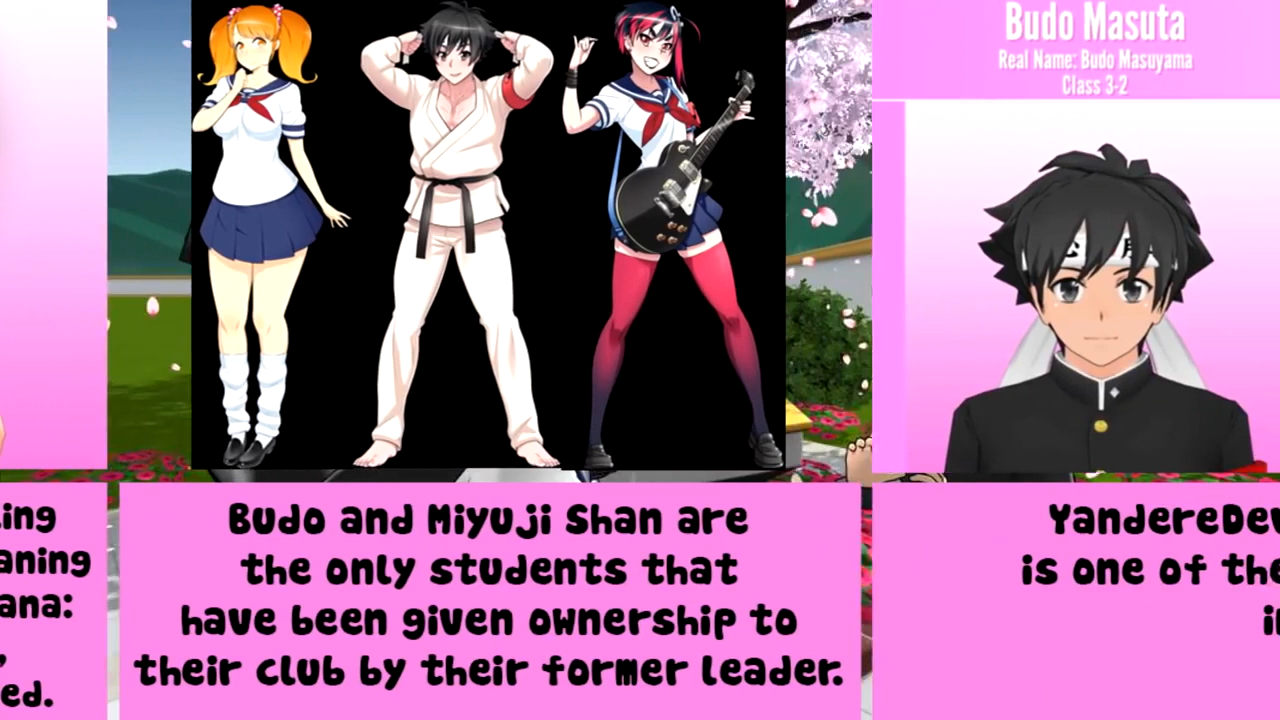 ing
aning
ana:
,
ed.
Budo and Miyuji Shan are
the only students that
have been given ownership to
their club by their former leader.
Budo Masuta
Real Name: Budo Masuyama
Class 3-2
YandereDev
is one of the